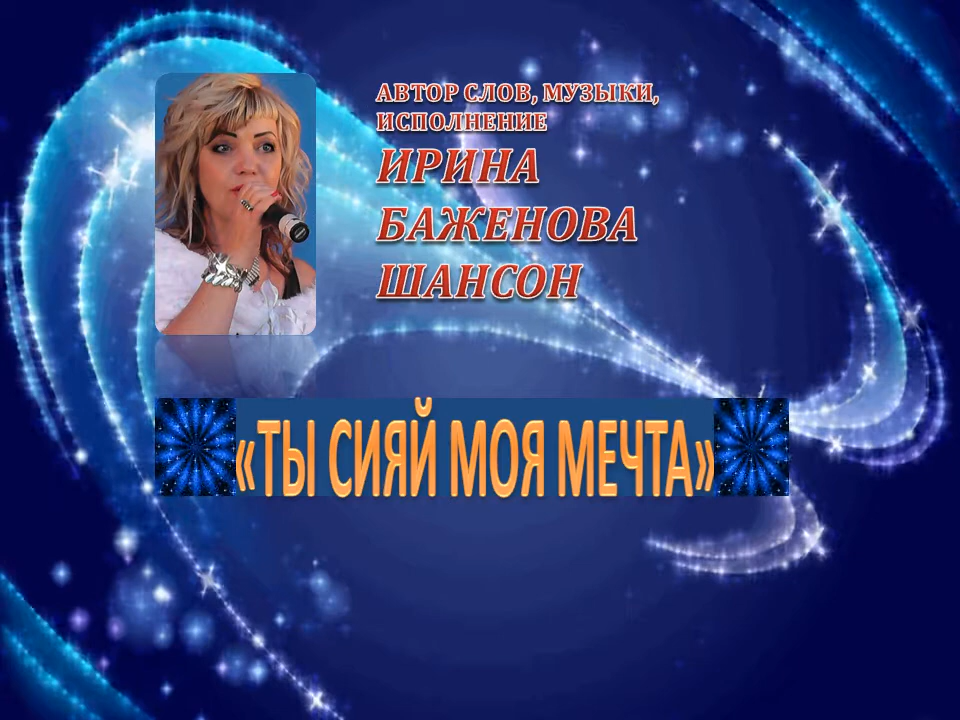 АВТОР СЛОВ, МУЗЫКИ,
ИСПОЛНЕНИЕ
ИРИНА
БАЖЕНОВА
ШАНСОН
«ТЫ СИЯЙ МОЯ МЕЧТА»